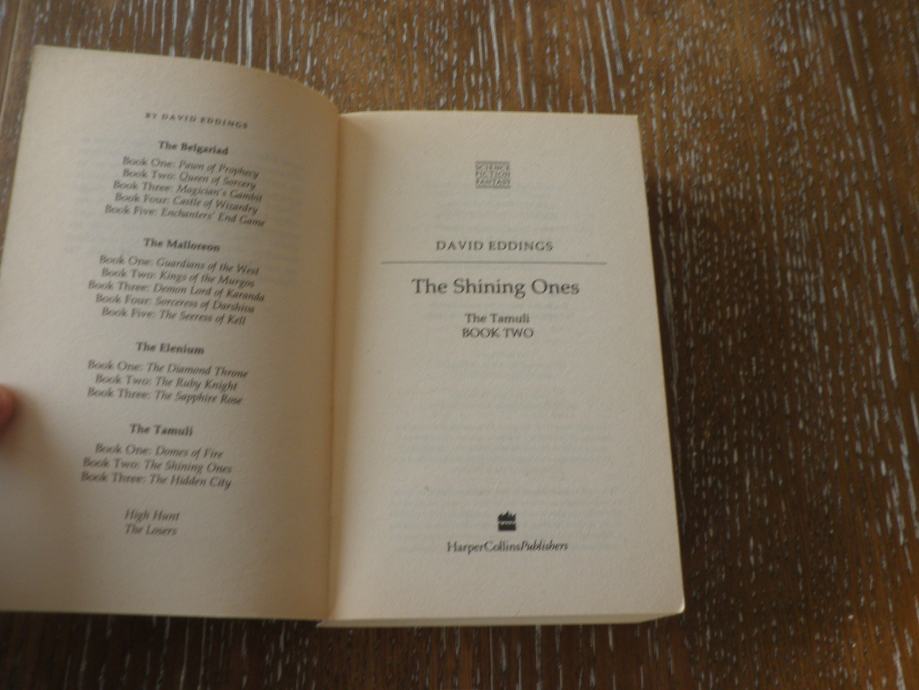 BY DAVID EDDINGS
The Belgariad
Book One: Pawn of Prophecy
Book Two: Queen of Sorcery
Book Three: Magician's Gambit
Book Four: Castle of Wizardry
Book Five: Enchanters' End Game
The Malloreon
Book One: Guardians of the West
Book Two: Kings of the Murgos
Book Three: Demon Lord of Karanda
Book Four: Sorceress of Darshiva
Book Five: The Seeress of Kell
The Elenium
Book One: The Diamond Throne
Book Two: The Ruby Knight
Book Three: The Sapphire Rose
The Tamuli
Book One: Domes of Fire
Book Two: The Shining Ones
Book Three: The Hidden City
High Hunt
The Losers
SCIENCE
FICTION
FANTASY
DAVID EDDINGS
The Shining Ones
The Tamuli
BOOK TWO
HarperCollinsPublishers